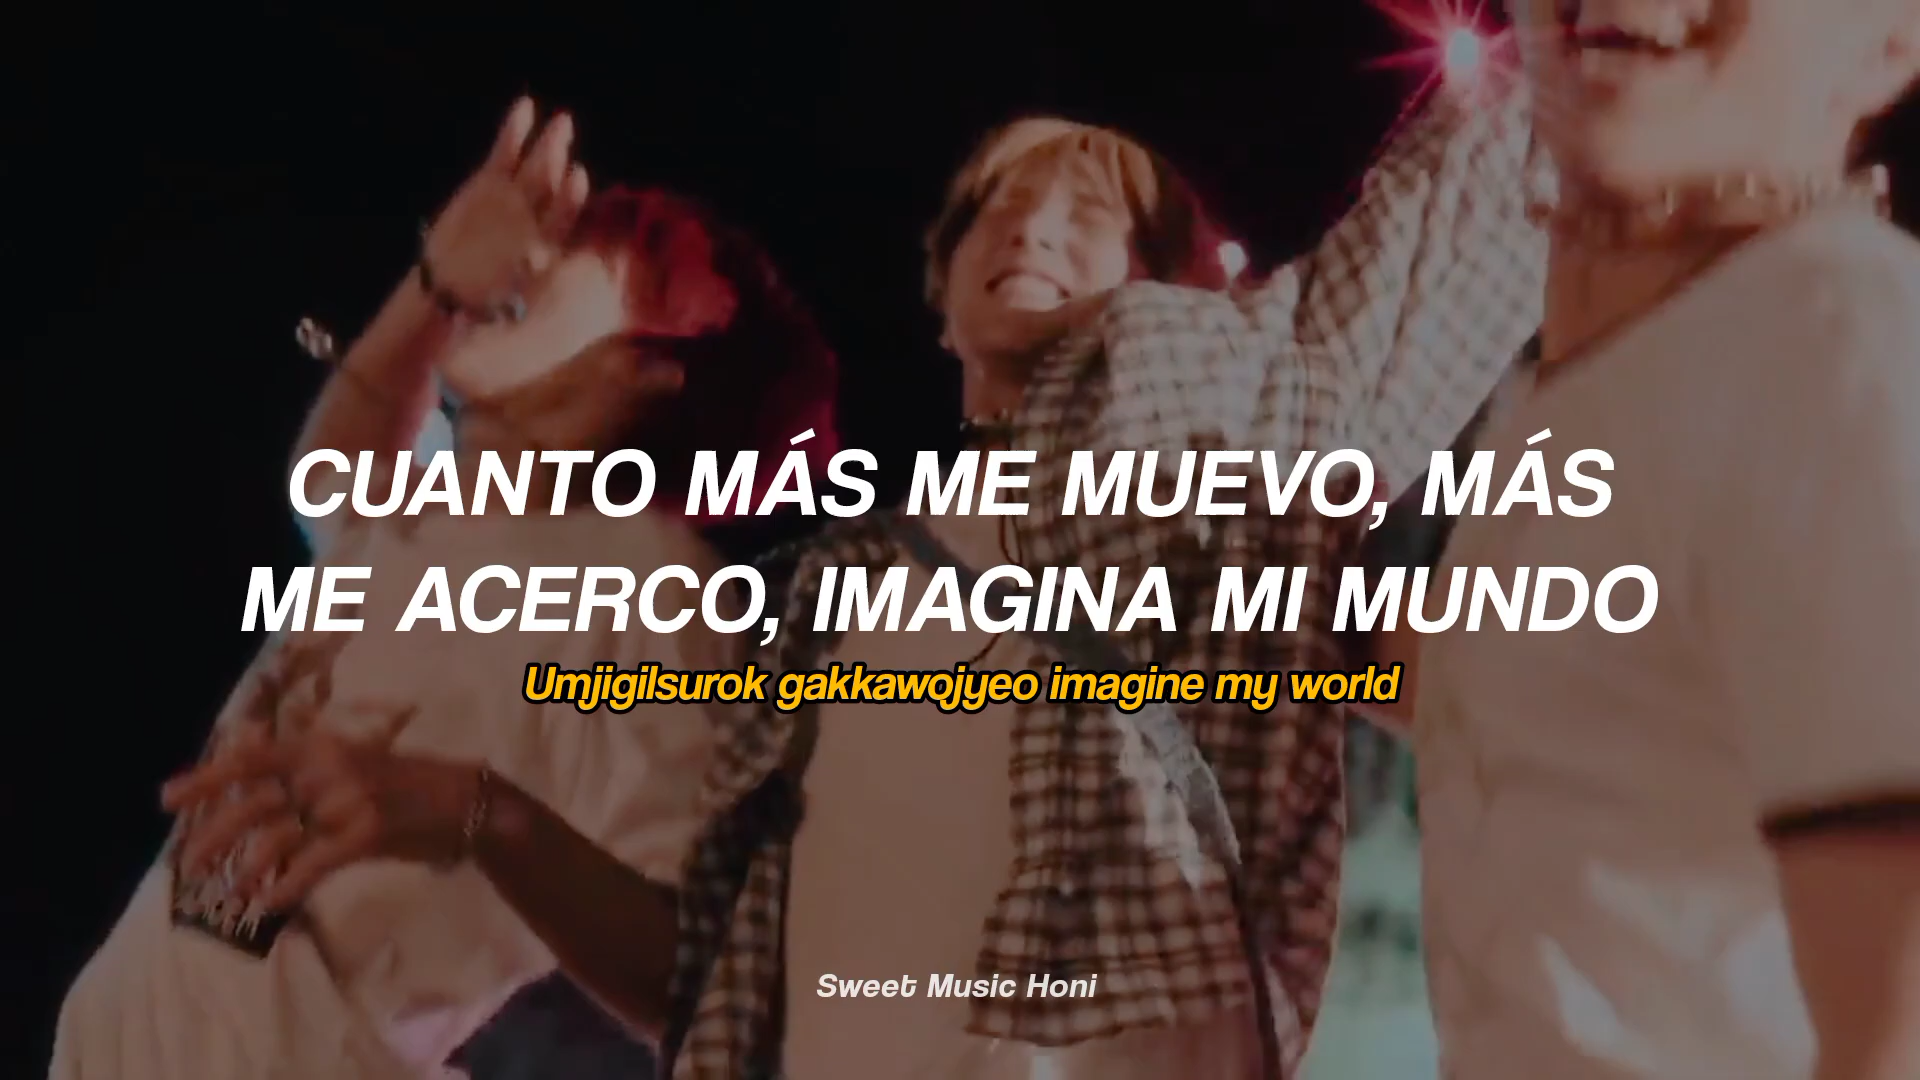 CUANTO MÁS ME MUEVO, MÁS
ME ACERCO, IMAGINA MI MUNDO
Umjigilsurok gakkawojyeo imagine my world
Sweet Music Honi